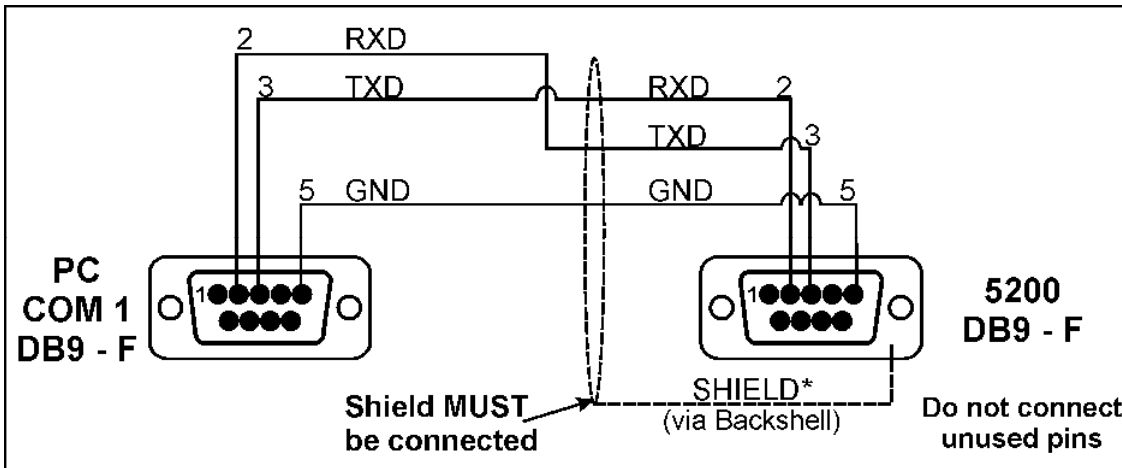 2 RXD
3 TXD RXD 2
TXD 3
5 GND GND 5
PC
COM 1
DB9 - F
1
1
5200
DB9 - F
Shield MUST
be connected
SHIELD*
(via Backshell)
Do not connect
unused pins